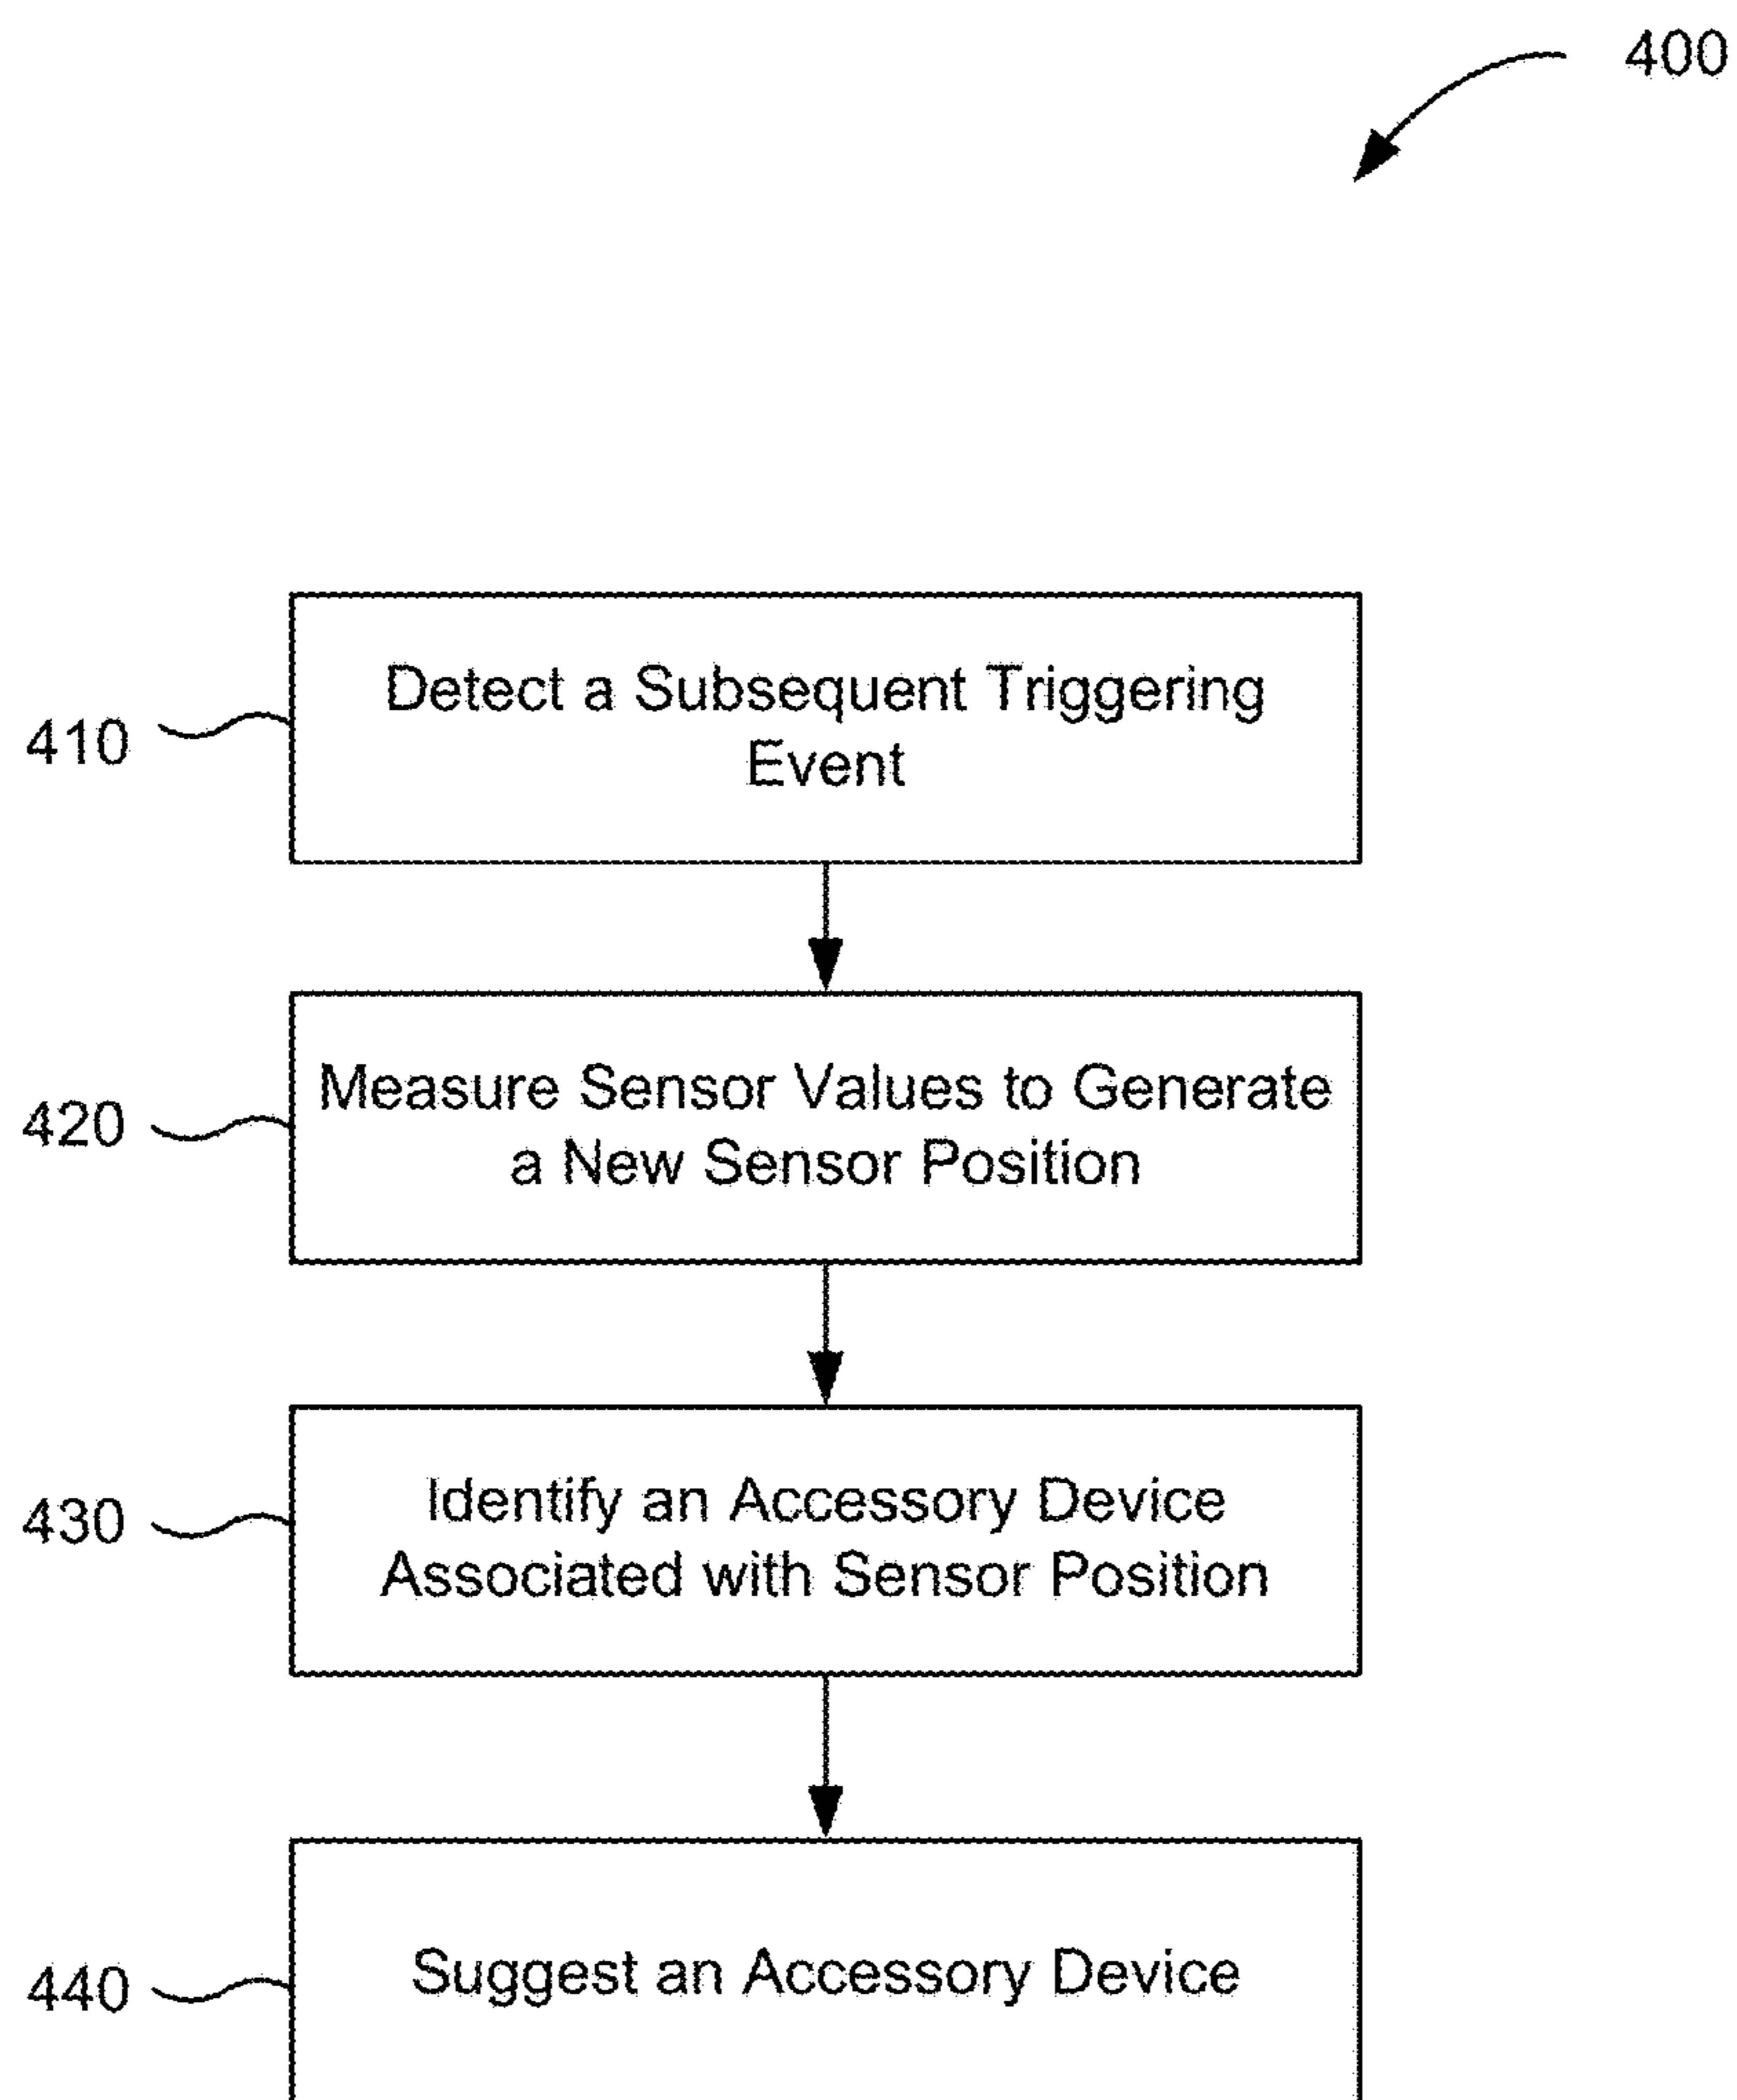 400
410
Detect a Subsequent Triggering
Event
420
Measure Sensor Values to Generate
a New Sensor Position
430
Identify an Accessory Device
Associated with Sensor Position
440
Suggest an Accessory Device